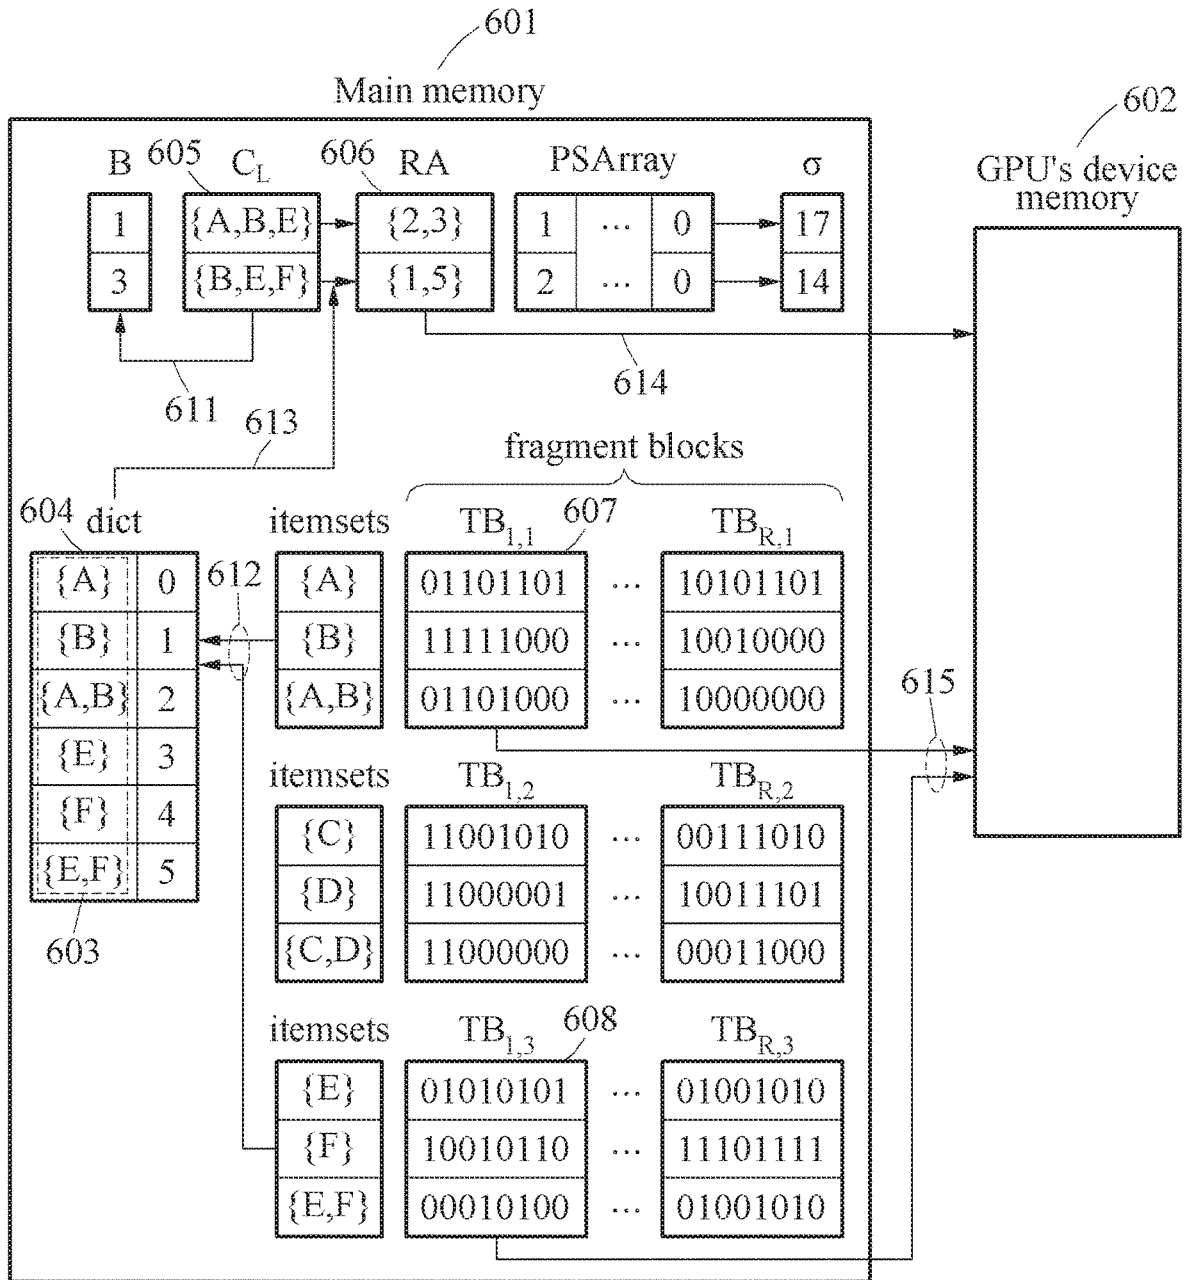 601
Main memory
602
GPU's device
memory
B 605 C_L 606 RA PSArray σ
1 {A,B,E} {2,3} 1 ... 0 17
3 {B,E,F} {1,5} 2 ... 0 14
611
614
613
fragment blocks
604 dict itemsets TB_1,1 607 TB_R,1
{A} 0 612 {A} 01101101 ... 10101101
{B} 1 {B} 11111000 ... 10010000
{A,B} 2 {A,B} 01101000 ... 10000000
615
{E} 3
itemsets TB_1,2 TB_R,2
{F} 4 {C} 11001010 ... 00111010
{E,F} 5 {D} 11000001 ... 10011101
603 {C,D} 11000000 ... 00011000
itemsets TB_1,3 608 TB_R,3
{E} 01010101 ... 01001010
{F} 10010110 ... 11101111
{E,F} 00010100 ... 01001010